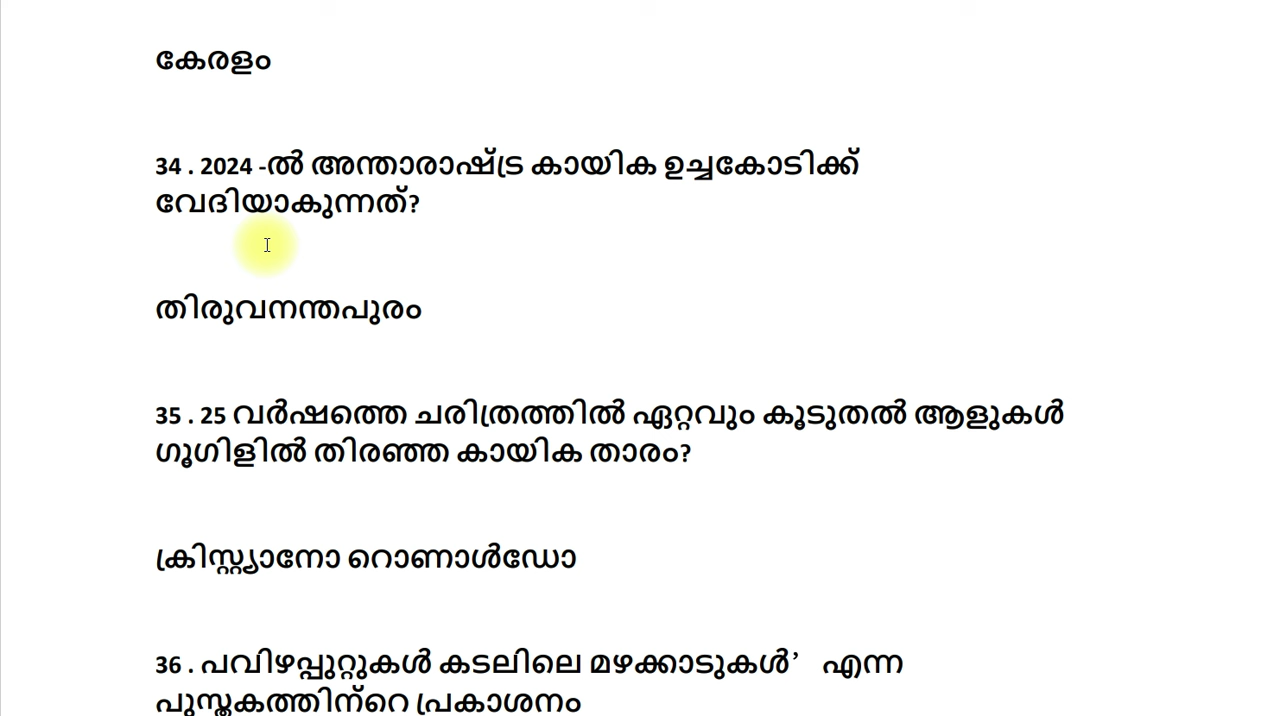 കേരളം
34 . 2024 -ൽ അന്താരാഷ്ട്ര കായിക ഉച്ചകോടിക്ക്
വേദിയാകുന്നത്?
തിരുവനന്തപുരം
35 . 25 വർഷത്തെ ചരിത്രത്തിൽ ഏറ്റവും കൂടുതൽ ആളുകൾ
ഗൂഗിളിൽ തിരഞ്ഞ കായിക താരം?
ക്രിസ്റ്റ്യാനോ റൊണാൾഡോ
36 . പവിഴപ്പുറ്റുകൾ കടലിലെ മഴക്കാടുകൾ’ എന്ന
പുസ്തകത്തിന്റെ പ്രകാശനം